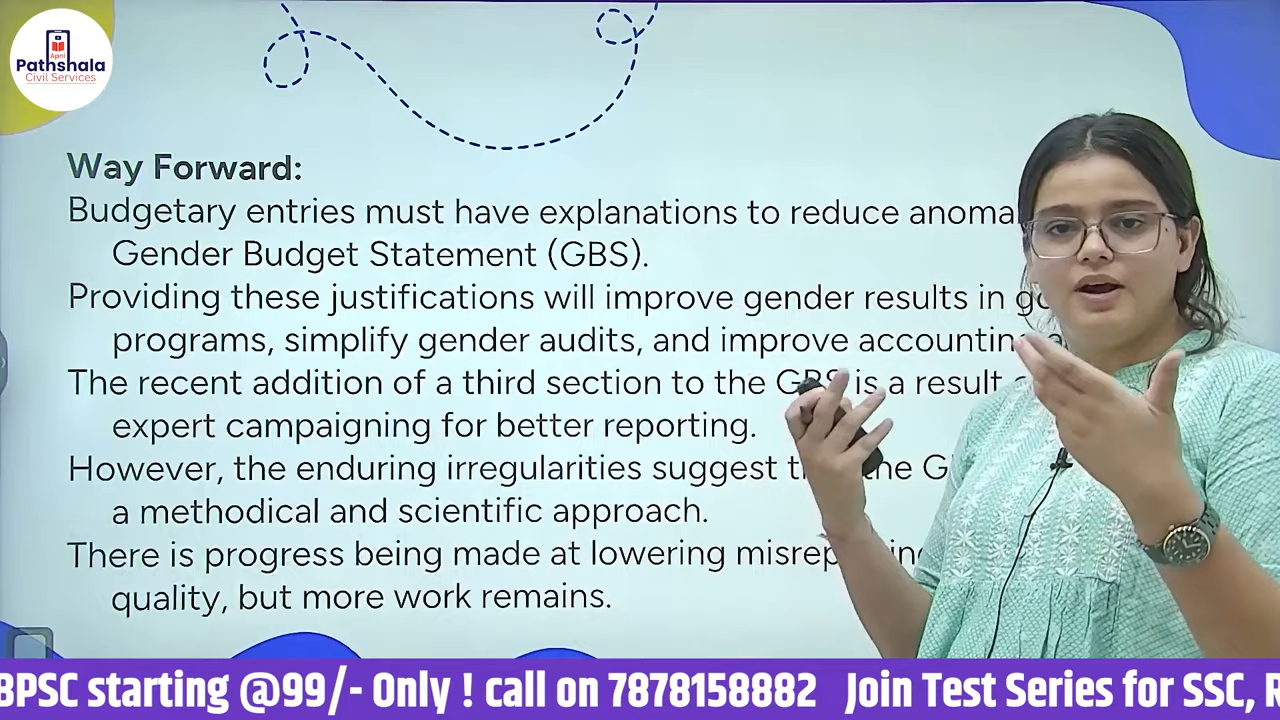 Apni
Pathshala
Civil Services
Way Forward:
Budgetary entries must have explanations to reduce
Gender Budget Statement (GBS).
Providing these justifications will improve gender results in
programs, simplify gender audits, and improve
The recent addition of a third section to the GBS is a result
expert campaigning for better reporting.
However, the enduring irregularities suggest the
a methodical and scientific approach.
There is progress being made at lowering
quality, but more work remains.
BPSC starting @99/- Only ! call on 7878158882 Join Test Series for SSC,